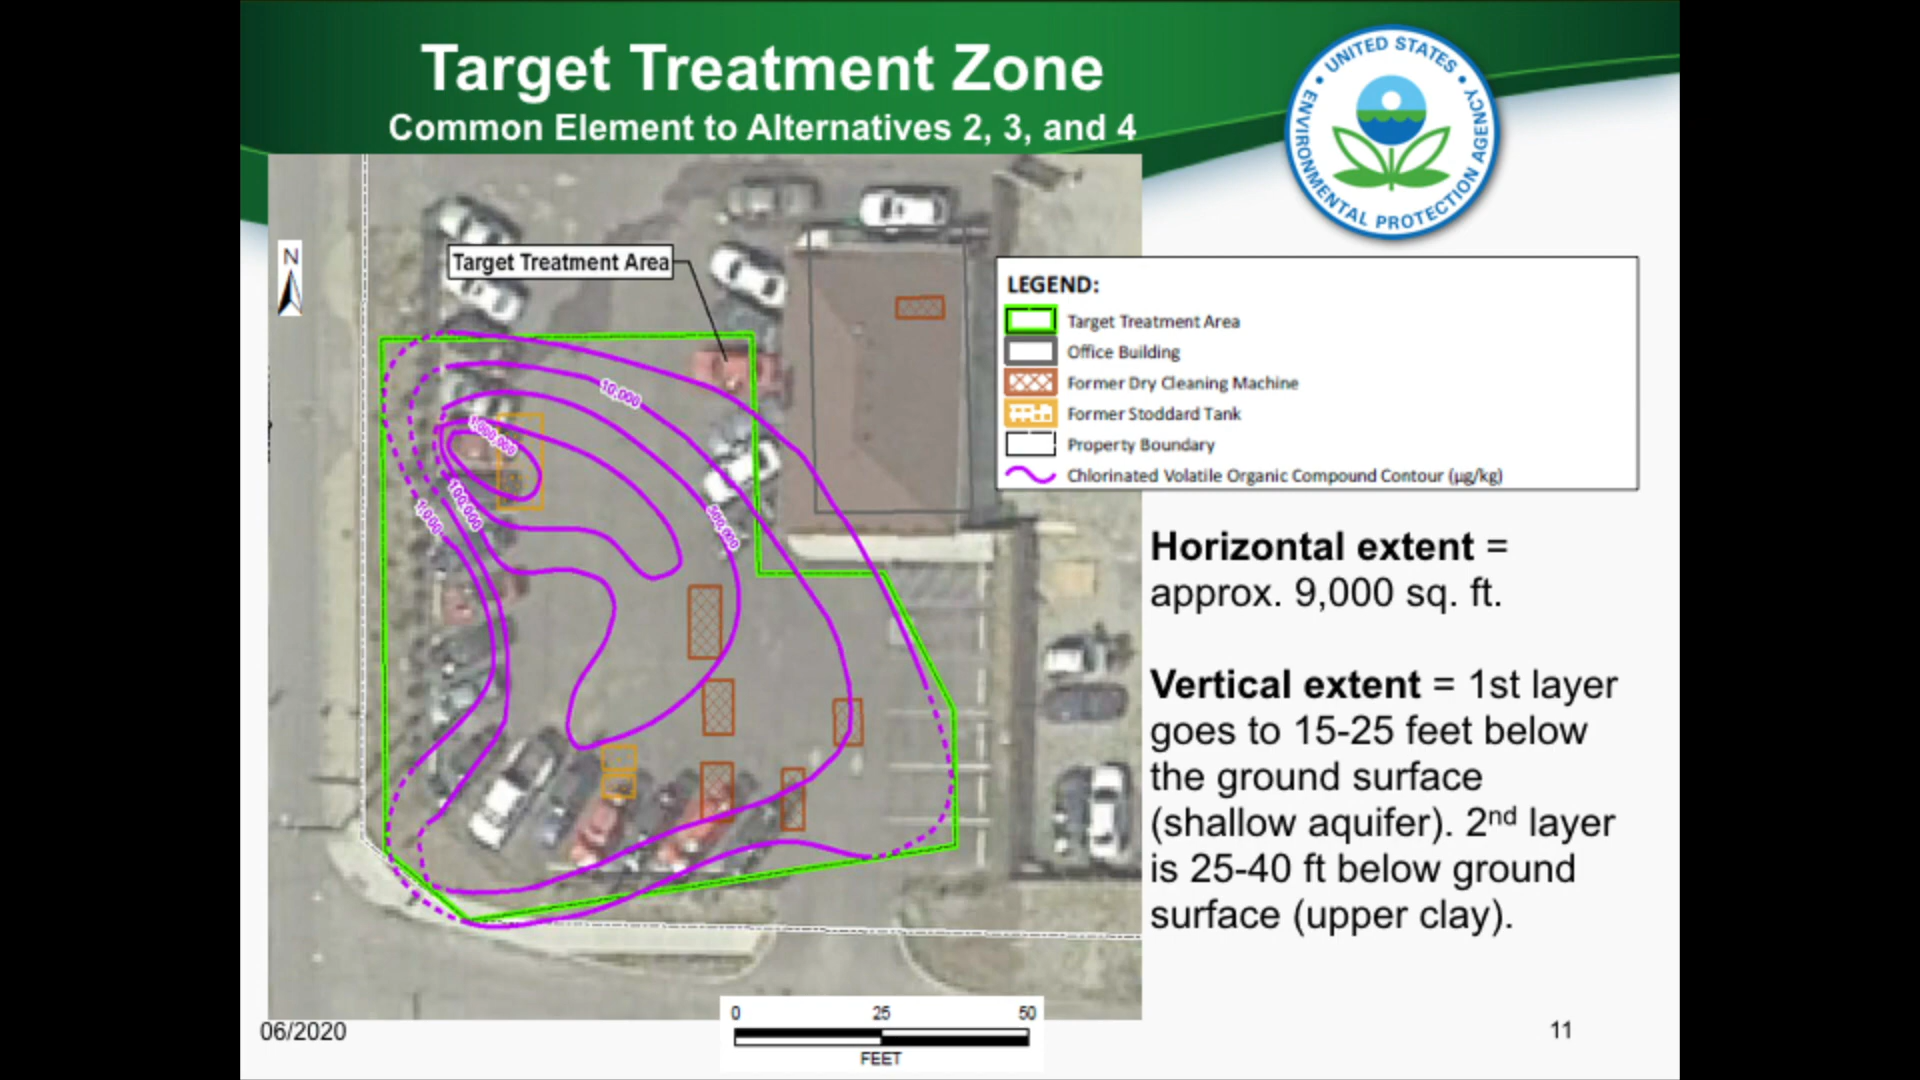 Target Treatment Zone
Common Element to Alternatives 2, 3, and 4
UNITED STATES
ENVIRONMENTAL PROTECTION AGENCY
N
Target Treatment Area
10,000
1,000,000
100,000
1,000
LEGEND:
Target Treatment Area
Office Building
Former Dry Cleaning Machine
Former Stoddard Tank
Property Boundary
Chlorinated Volatile Organic Compound Contour (µg/kg)
Horizontal extent =
approx. 9,000 sq. ft.
Vertical extent = 1st layer
goes to 15-25 feet below
the ground surface
(shallow aquifer). 2nd layer
is 25-40 ft below ground
surface (upper clay).
0 25 50
FEET
06/2020
11